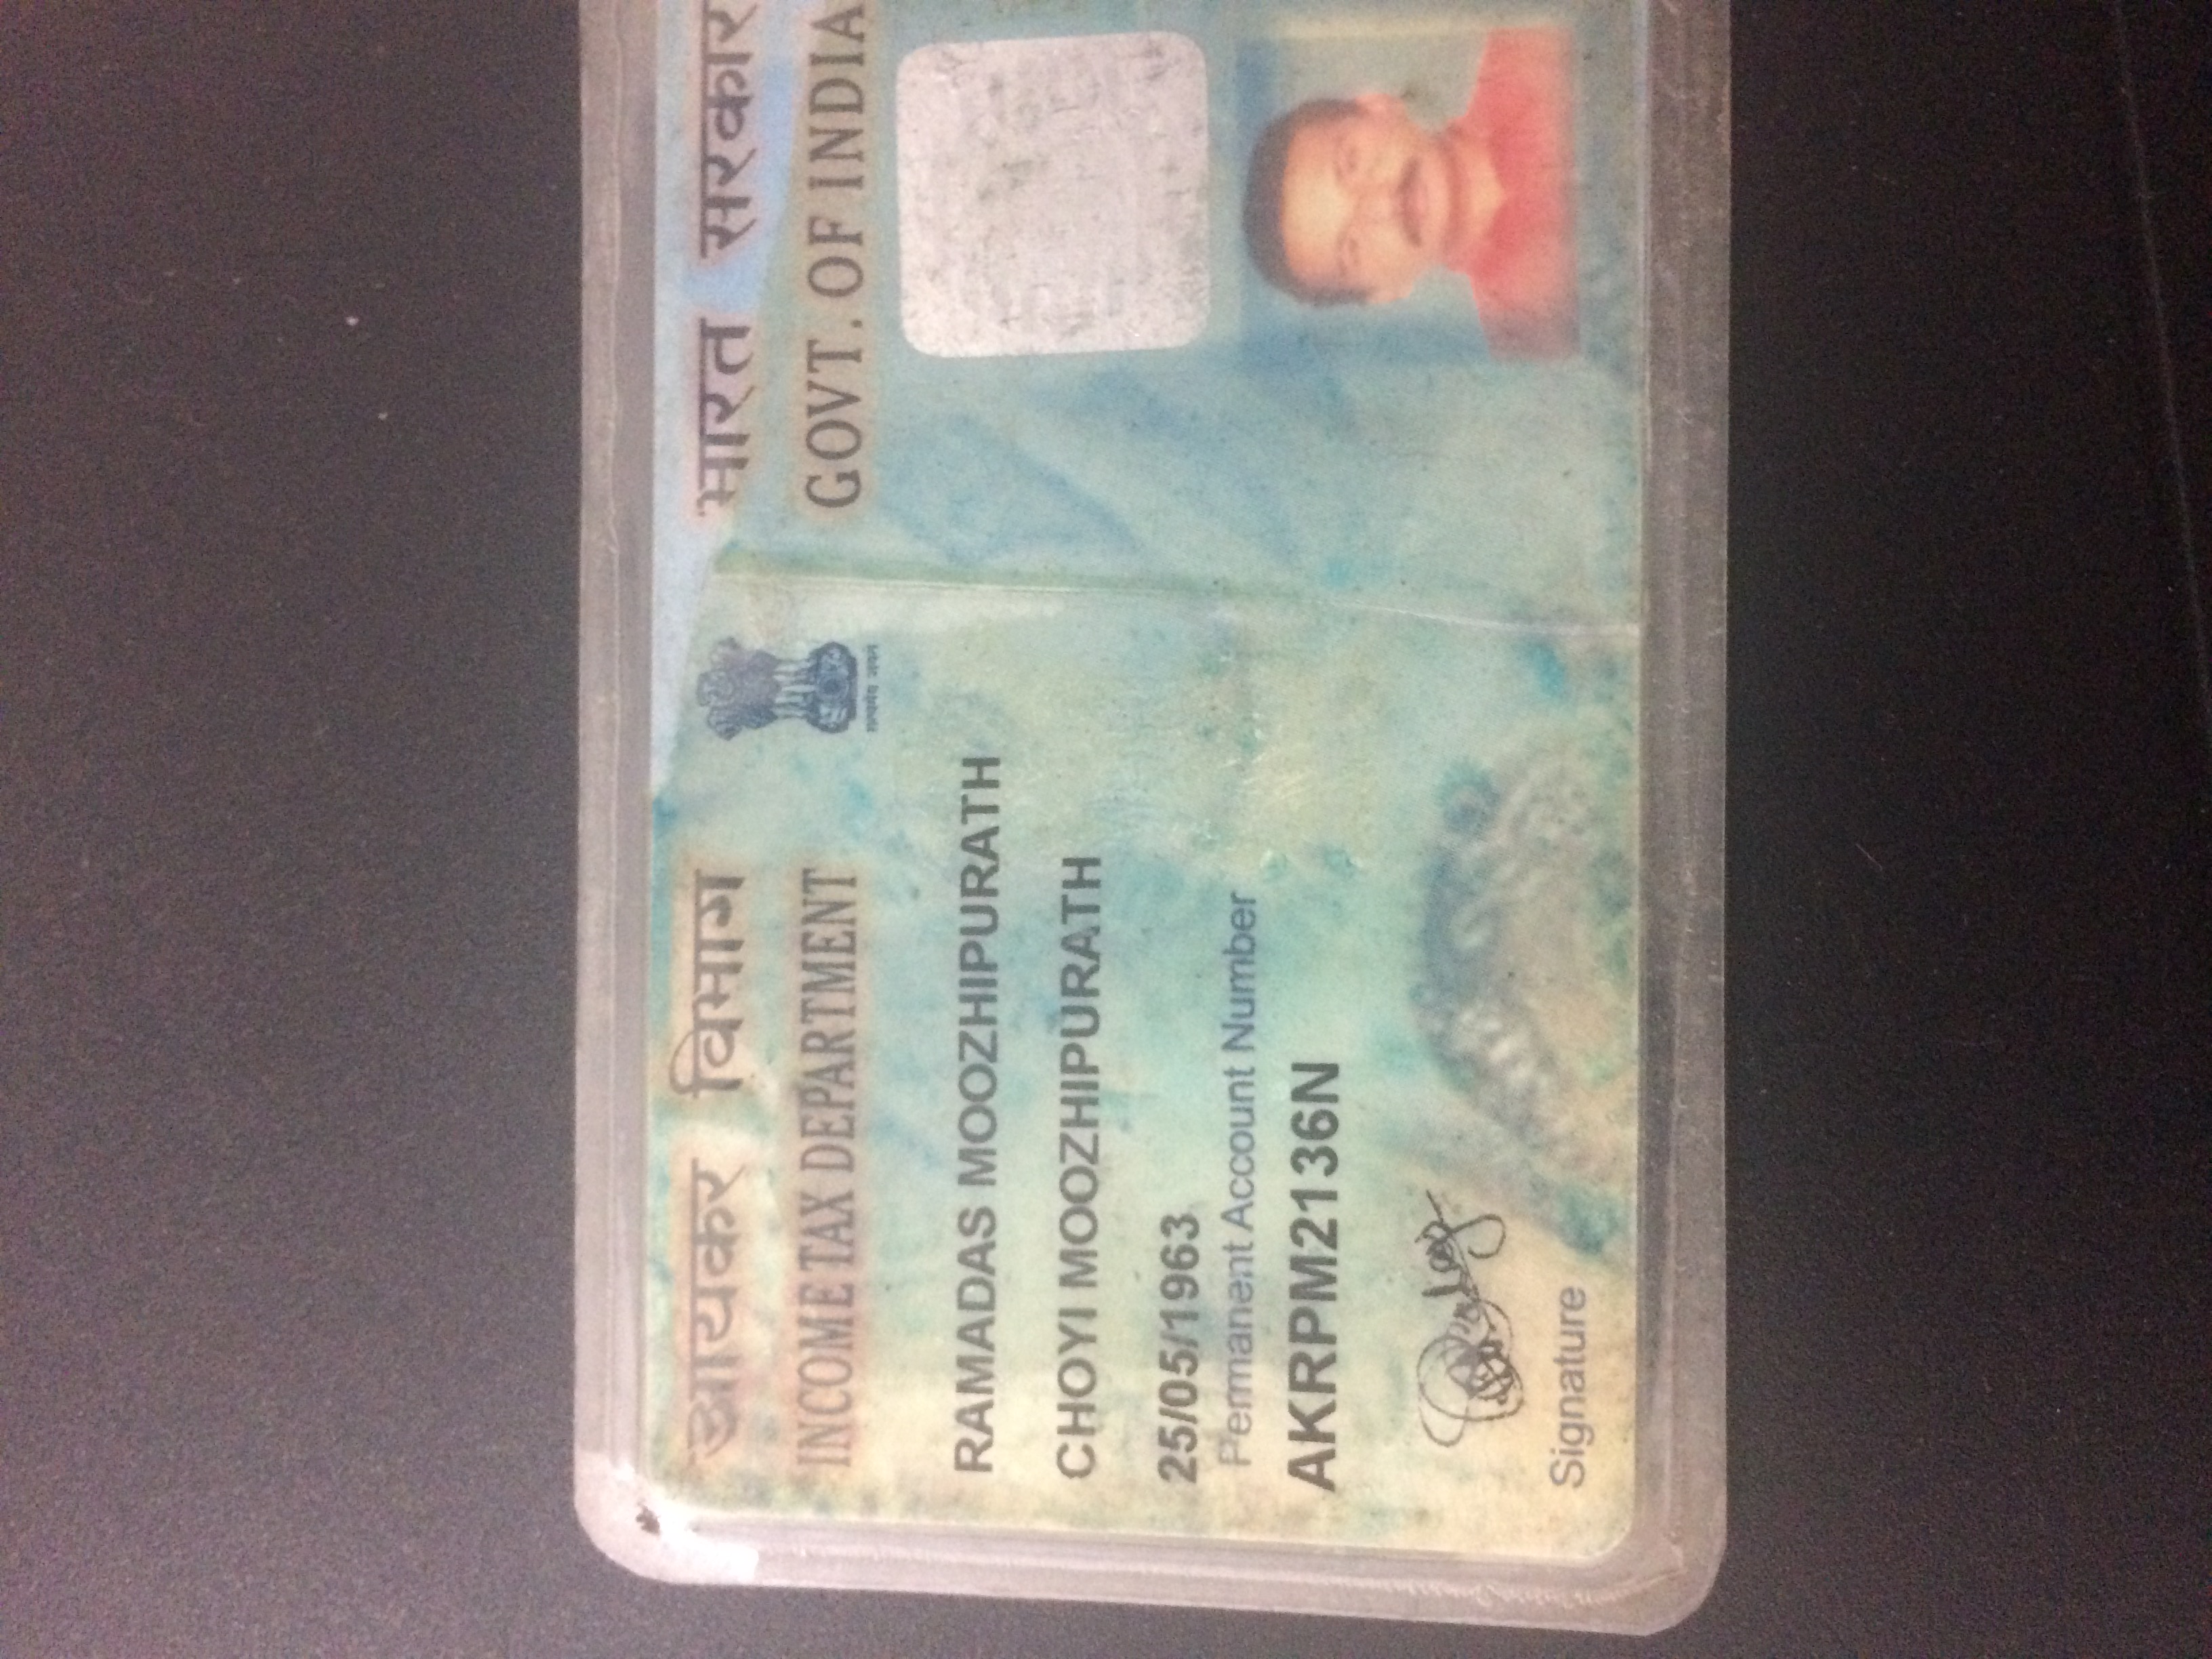 आयकर विभाग
INCOME TAX DEPARTMENT
सत्यमेव जयते
भारत सरकार
GOVT. OF INDIA
RAMADAS MOOZHIPURATH
CHOYI MOOZHIPURATH
25/05/1963
Permanent Account Number
AKRPM2136N
Signature